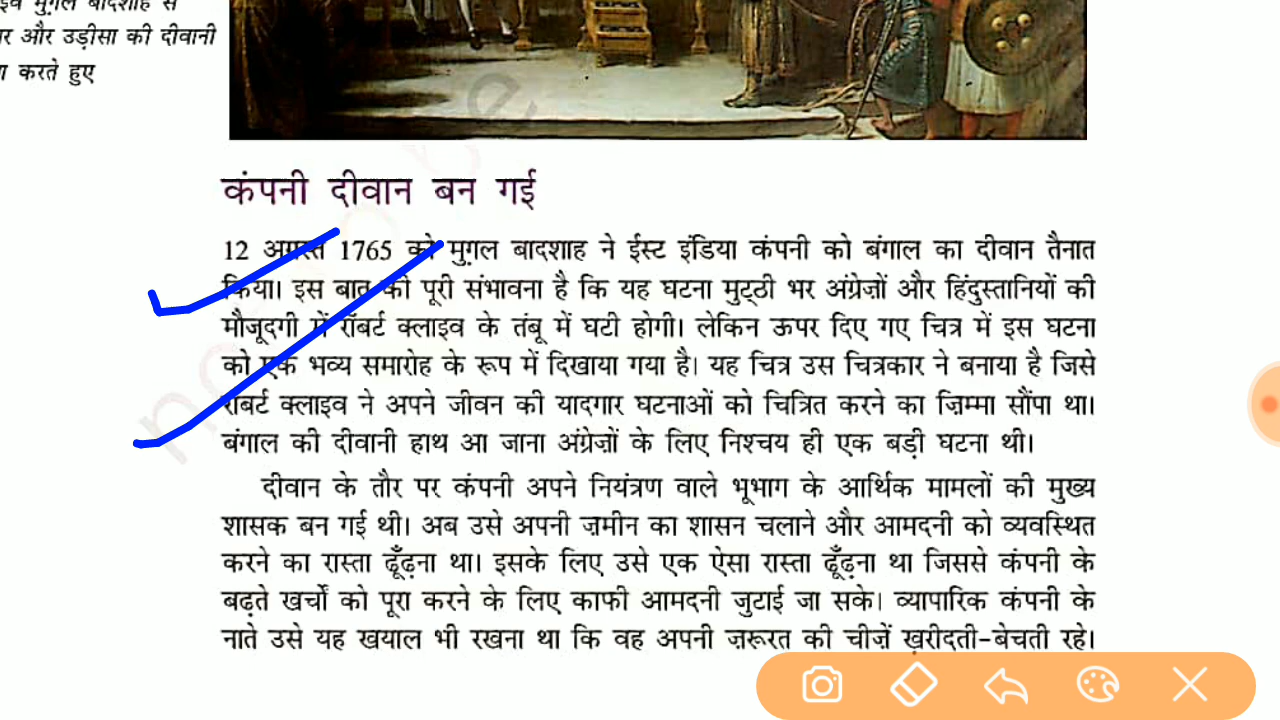 मुग़ल बादशाह से
और उड़ीसा की दीवानी
करते हुए
कंपनी दीवान बन गई
12 अगस्त 1765 को मुग़ल बादशाह ने ईस्ट इंडिया कंपनी को बंगाल का दीवान तैनात
किया। इस बात की पूरी संभावना है कि यह घटना मुट्ठी भर अंग्रेज़ों और हिंदुस्तानियों की
मौजूदगी में रॉबर्ट क्लाइव के तंबू में घटी होगी। लेकिन ऊपर दिए गए चित्र में इस घटना
को एक भव्य समारोह के रूप में दिखाया गया है। यह चित्र उस चित्रकार ने बनाया है जिसे
रॉबर्ट क्लाइव ने अपने जीवन की यादगार घटनाओं को चित्रित करने का ज़िम्मा सौंपा था।
बंगाल की दीवानी हाथ आ जाना अंग्रेज़ों के लिए निश्चय ही एक बड़ी घटना थी।
दीवान के तौर पर कंपनी अपने नियंत्रण वाले भूभाग के आर्थिक मामलों की मुख्य
शासक बन गई थी। अब उसे अपनी ज़मीन का शासन चलाने और आमदनी को व्यवस्थित
करने का रास्ता ढूँढ़ना था। इसके लिए उसे एक ऐसा रास्ता ढूँढ़ना था जिससे कंपनी के
बढ़ते खर्चों को पूरा करने के लिए काफी आमदनी जुटाई जा सके। व्यापारिक कंपनी के
नाते उसे यह खयाल भी रखना था कि वह अपनी ज़रूरत की चीज़ें ख़रीदती-बेचती रहे।